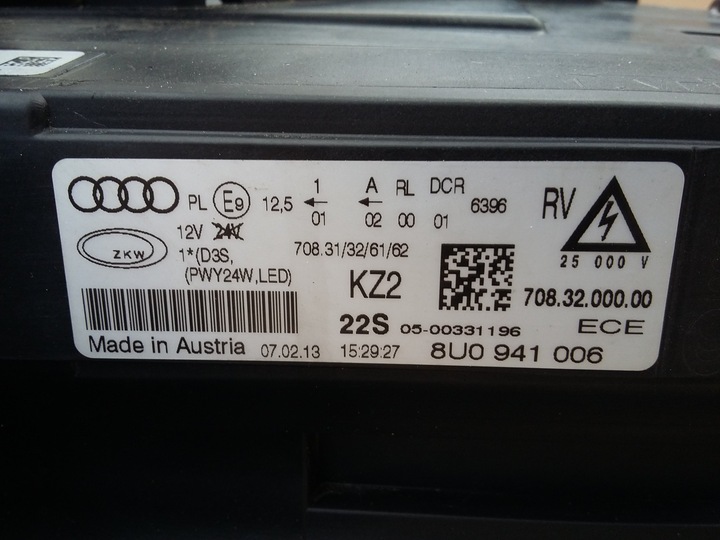 PL E9 12,5 1 A RL DCR
01 02 00 01 6396 RV
12V 24V
ZKW 1*(D3S, 708.31/32/61/62
(PWY24W,LED) KZ2
25 000 V
708.32.000.00
22S 05-00331196 ECE
Made in Austria 07.02.13 15:29:27 8U0 941 006